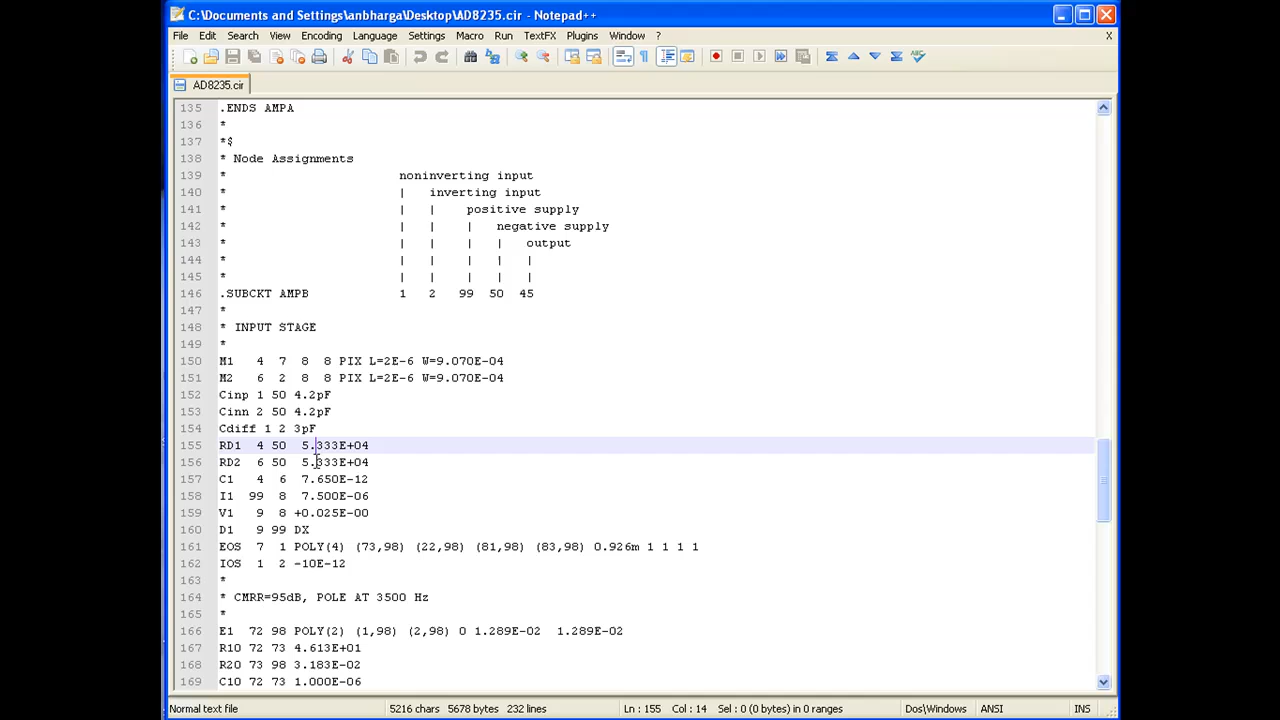 C:\Documents and Settings\anbharga\Desktop\AD8235.cir - Notepad++
File Edit Search View Encoding Language Settings Macro Run TextFX Plugins Window ? X
AD8235.cir
135 .ENDS AMPA
136 *
137 *$
138 * Node Assignments
139 * noninverting input
140 * | inverting input
141 * | | positive supply
142 * | | | negative supply
143 * | | | | output
144 * | | | | |
145 * | | | | |
146 .SUBCKT AMPB 1 2 99 50 45
147 *
148 * INPUT STAGE
149 *
150 M1 4 7 8 8 PIX L=2E-6 W=9.070E-04
151 M2 6 2 8 8 PIX L=2E-6 W=9.070E-04
152 Cinp 1 50 4.2pF
153 Cinn 2 50 4.2pF
154 Cdiff 1 2 3pF
155 RD1 4 50 5.333E+04
156 RD2 6 50 5.333E+04
157 C1 4 6 7.650E-12
158 I1 99 8 7.500E-06
159 V1 9 8 +0.025E-00
160 D1 9 99 DX
161 EOS 7 1 POLY(4) (73,98) (22,98) (81,98) (83,98) 0.926m 1 1 1 1
162 IOS 1 2 -10E-12
163 *
164 * CMRR=95dB, POLE AT 3500 Hz
165 *
166 E1 72 98 POLY(2) (1,98) (2,98) 0 1.289E-02 1.289E-02
167 R10 72 73 4.613E+01
168 R20 73 98 3.183E-02
169 C10 72 73 1.000E-06
Normal text file 5216 chars 5678 bytes 232 lines Ln : 155 Col : 14 Sel : 0 (0 bytes) in 0 ranges Dos\Windows ANSI INS